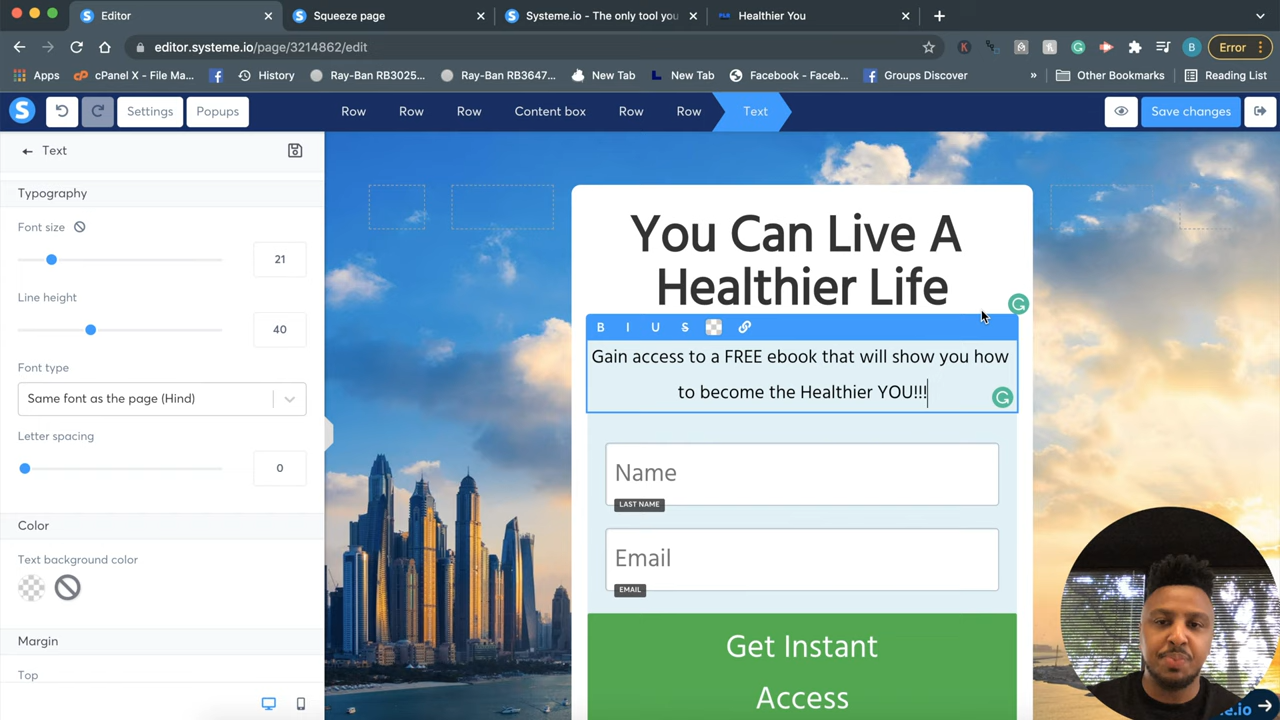 Editor
Squeeze page
Systeme.io - The only tool you
Healthier You
editor.systeme.io/page/3214862/edit
Error
Apps
cPanel X - File Ma...
History
Ray-Ban RB3025...
Ray-Ban RB3647...
New Tab
New Tab
Facebook - Faceb...
Groups Discover
»
Other Bookmarks
Reading List
Settings
Popups
Row
Row
Row
Content box
Row
Row
Text
Save changes
Text
Typography
Font size
21
Line height
40
Font type
Same font as the page (Hind)
Letter spacing
0
Color
Text background color
Margin
Top
You Can Live A
Healthier Life
B I U S
Gain access to a FREE ebook that will show you how
to become the Healthier YOU!!!
Name
LAST NAME
Email
EMAIL
Get Instant
Access